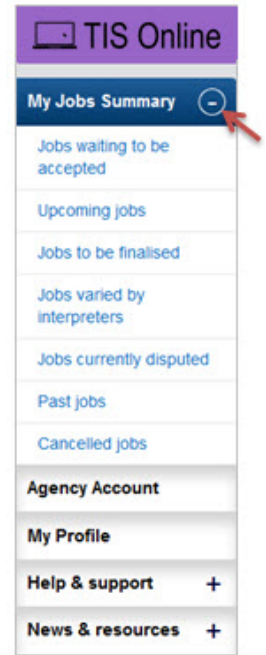 TIS Online
My Jobs Summary
Jobs waiting to be
accepted
Upcoming jobs
Jobs to be finalised
Jobs varied by
interpreters
Jobs currently disputed
Past jobs
Cancelled jobs
Agency Account
My Profile
Help & support +
News & resources +